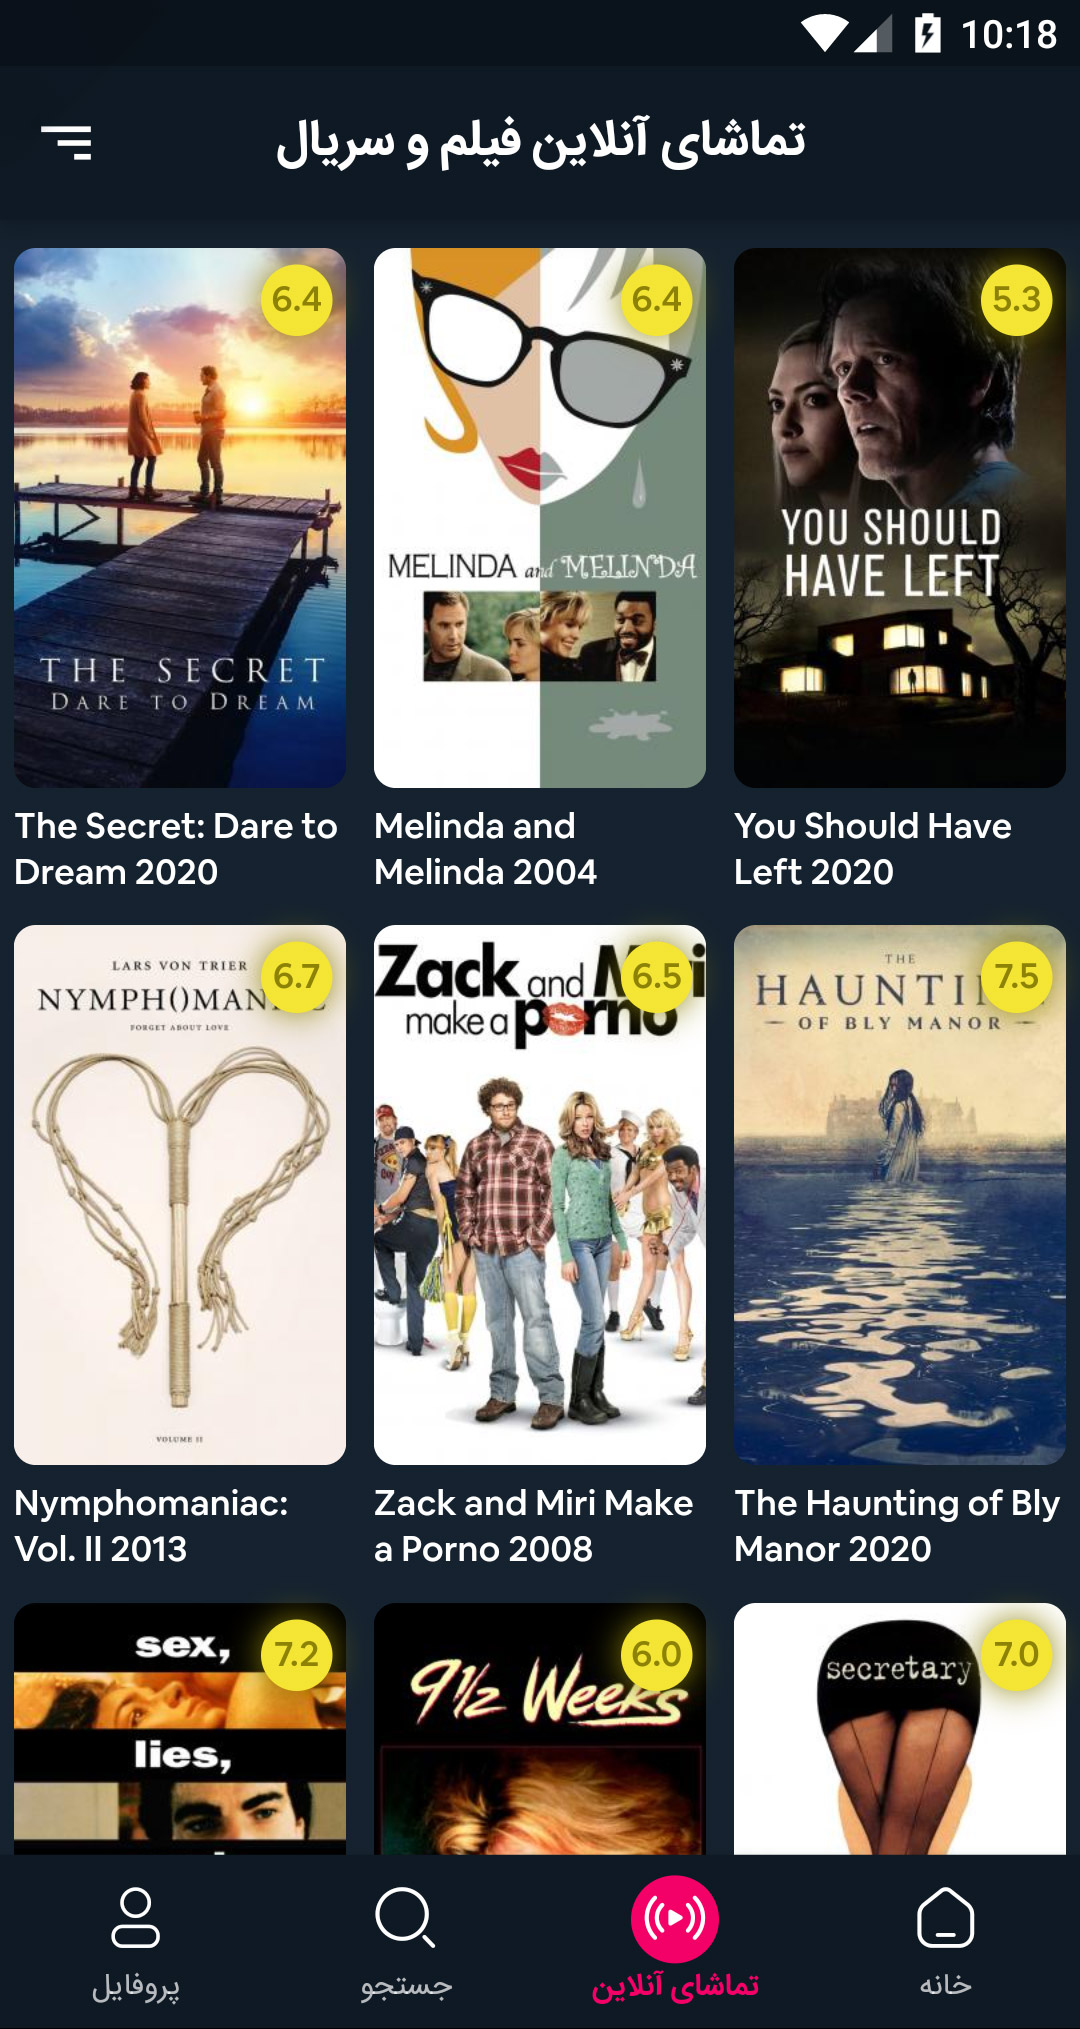 10:18
تماشای آنلاین فیلم و سریال
6.4
THE SECRET
DARE TO DREAM
The Secret: Dare to
Dream 2020
6.4
MELINDA and MELINDA
Melinda and
Melinda 2004
5.3
YOU SHOULD
HAVE LEFT
You Should Have
Left 2020
6.7
LARS VON TRIER
NYMPH()MAN
FORGET ABOUT LOVE
VOLUME II
Nymphomaniac:
Vol. II 2013
6.5
Zack and M i
make a porno
Zack and Miri Make
a Porno 2008
7.5
THE
HAUNTI
OF BLY MANOR
The Haunting of Bly
Manor 2020
7.2
sex,
lies,
6.0
9½ Weeks
7.0
secretary
پروفایل
جستجو
تماشای آنلاین
خانه